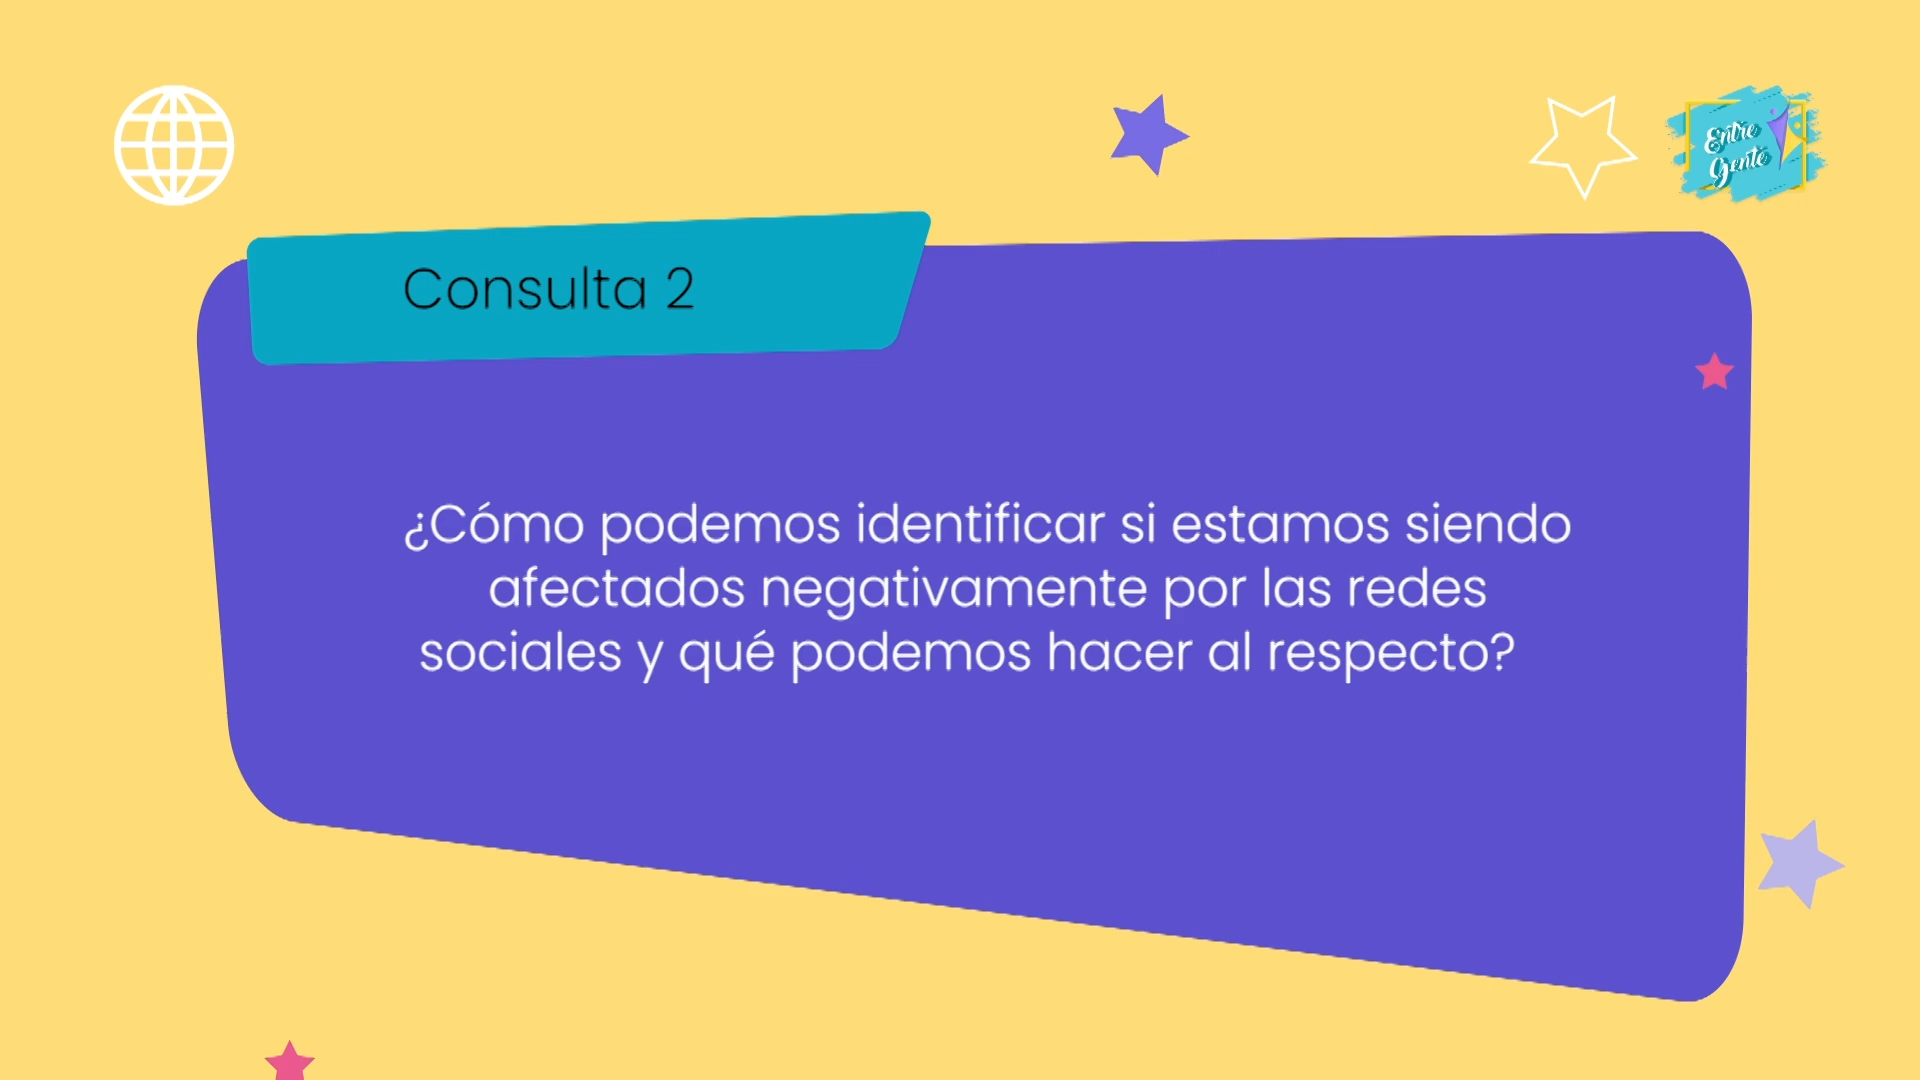 Entre
Gente
Consulta 2
¿Cómo podemos identificar si estamos siendo
afectados negativamente por las redes
sociales y qué podemos hacer al respecto?